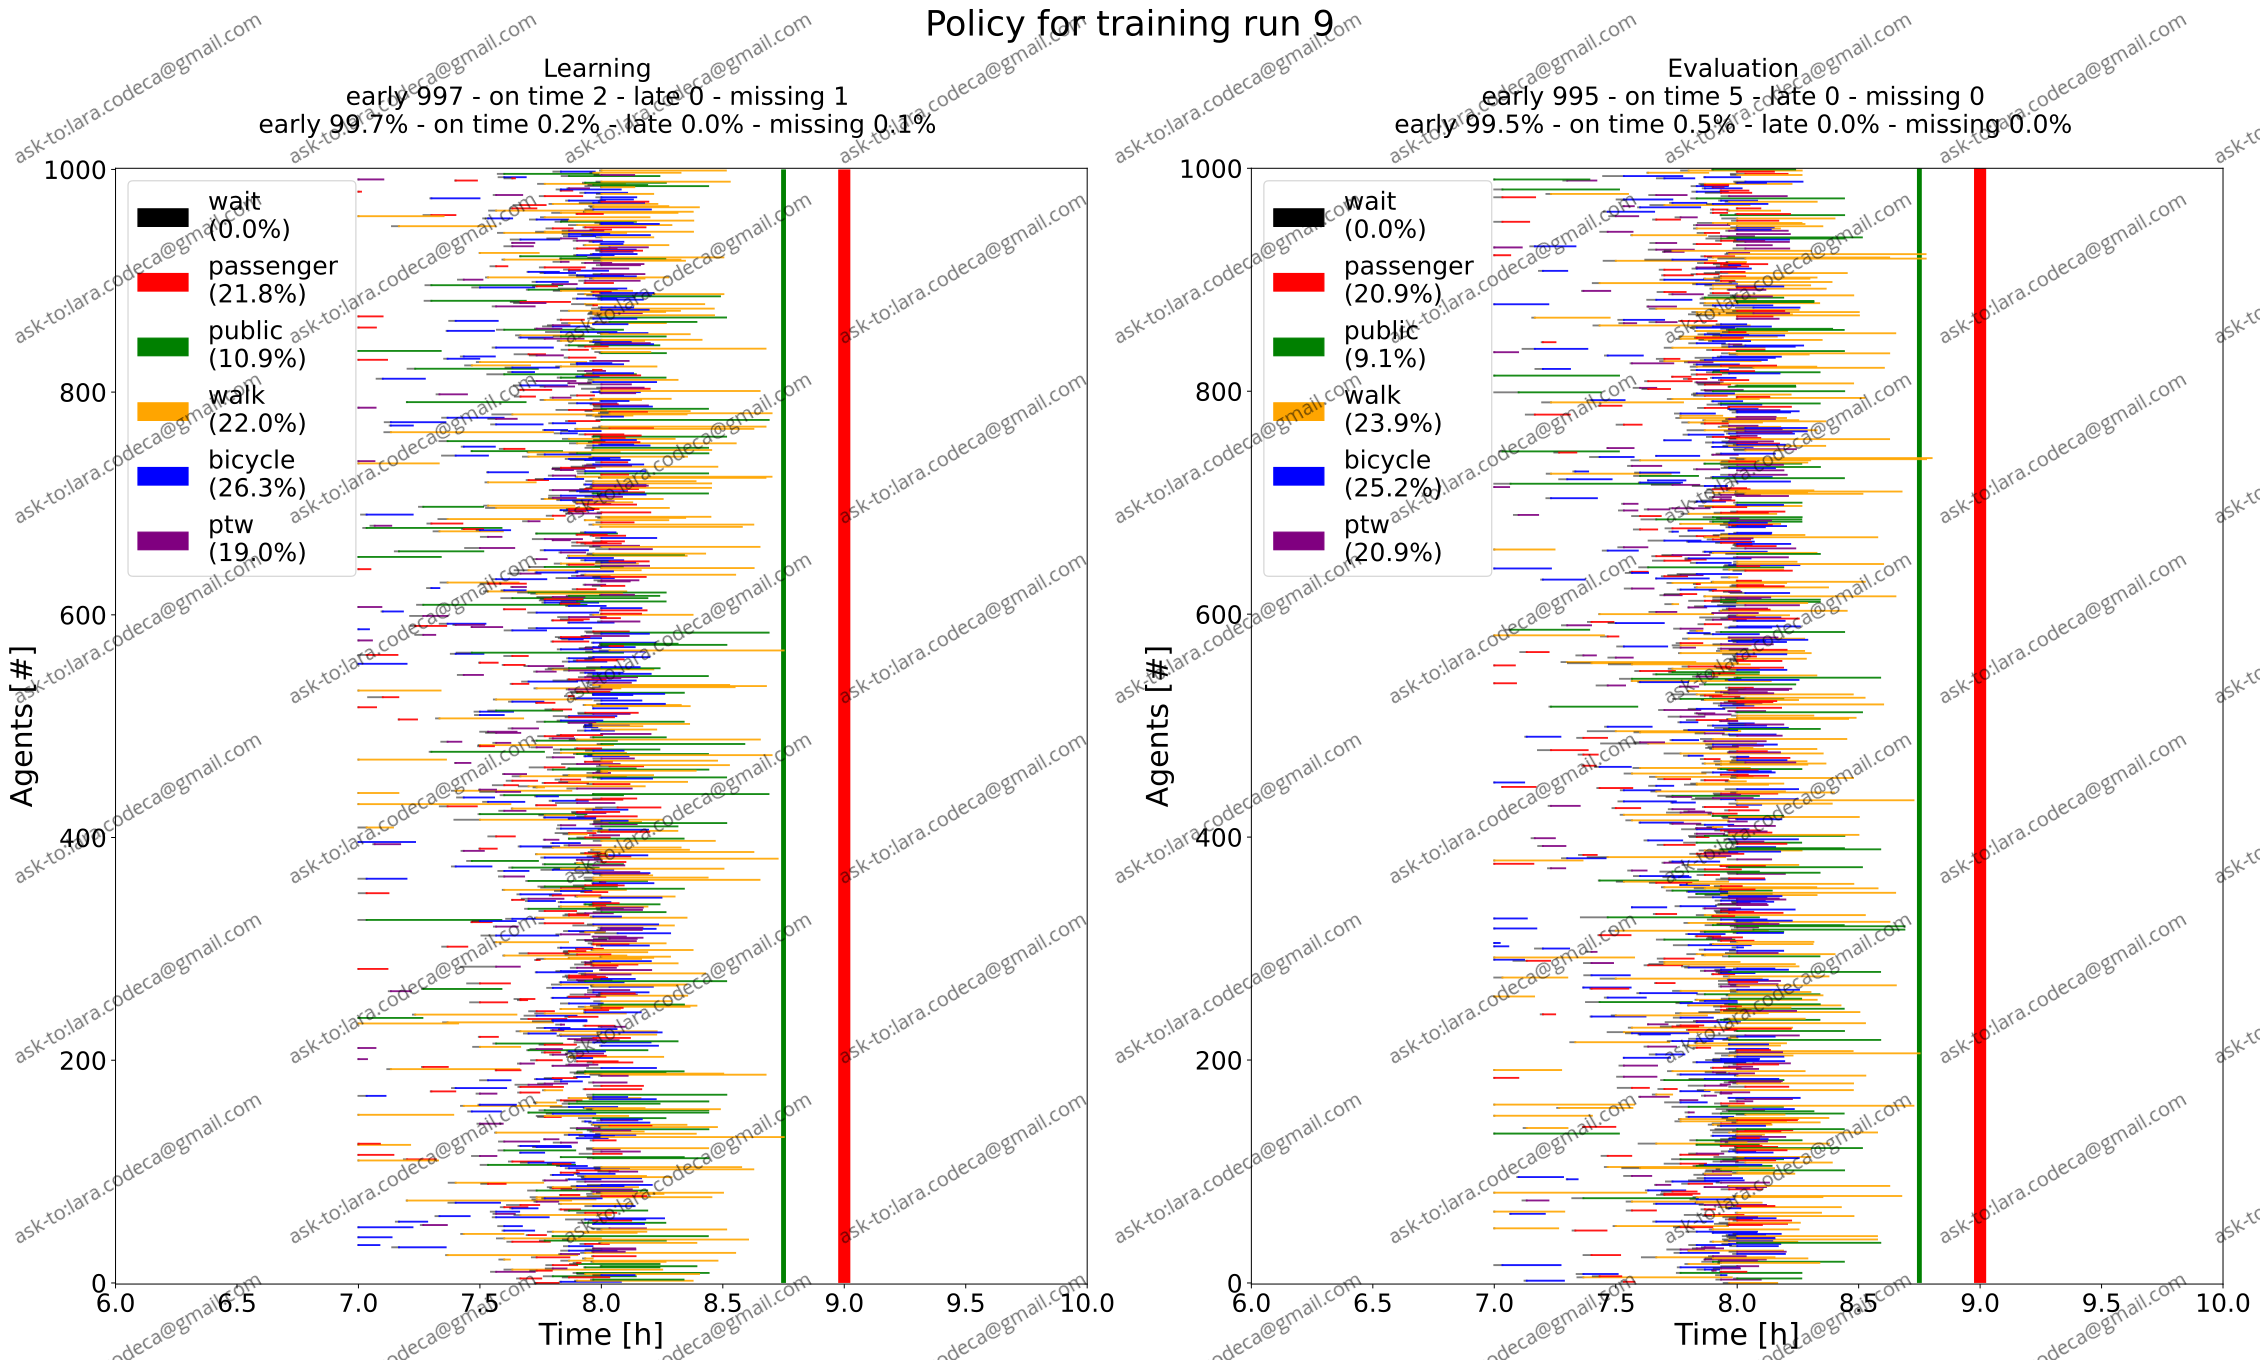 Policy for training run 9
Learning
early 997 - on time 2 - late 0 - missing 1
early 99.7% - on time 0.2% - late 0.0% - missing 0.1%
Agents [#]
1000
800
600
400
200
0
wait
(0.0%)
passenger
(21.8%)
public
(10.9%)
walk
(22.0%)
bicycle
(26.3%)
ptw
(19.0%)
6.0 6.5 7.0 7.5 8.0 8.5 9.0 9.5 10.0
Time [h]
Evaluation
early 995 - on time 5 - late 0 - missing 0
early 99.5% - on time 0.5% - late 0.0% - missing 0.0%
Agents [#]
1000
800
600
400
200
0
wait
(0.0%)
passenger
(20.9%)
public
(9.1%)
walk
(23.9%)
bicycle
(25.2%)
ptw
(20.9%)
6.0 6.5 7.0 7.5 8.0 8.5 9.0 9.5 10.0
Time [h]
ask-to:lara.codeca@gmail.com